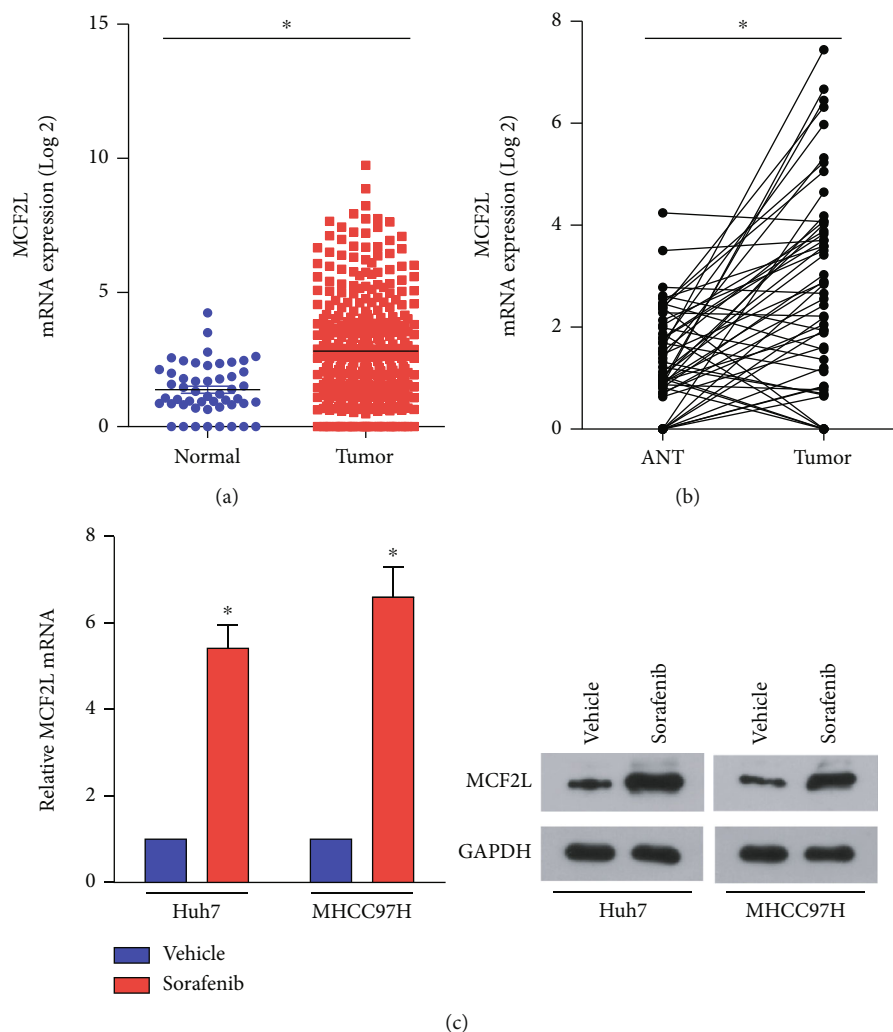 15
10
5
0
MCF2L
mRNA expression (Log 2)
*
Normal
Tumor
(a)
8
6
4
2
0
MCF2L
mRNA expression (Log 2)
*
ANT
Tumor
(b)
8
6
4
2
0
Relative MCF2L mRNA
*
*
Huh7
MHCC97H
Vehicle
Sorafenib
Vehicle
Sorafenib
Vehicle
Sorafenib
MCF2L
GAPDH
Huh7
MHCC97H
(c)